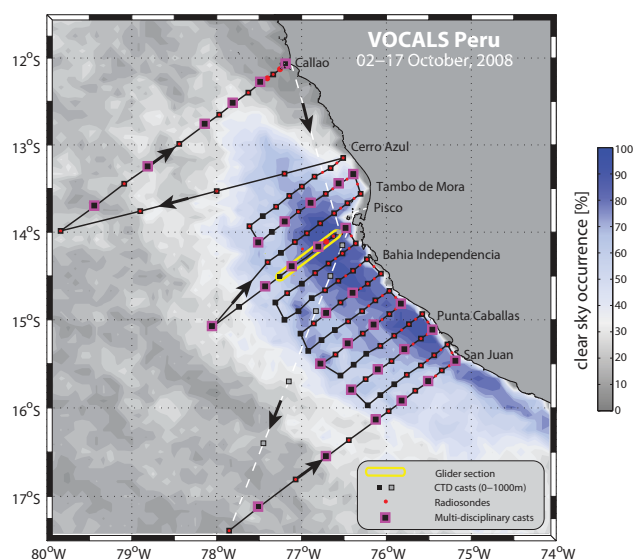 VOCALS Peru
02–17 October, 2008
Callao
Cerro Azul
Tambo de Mora
Pisco
Bahia Independencia
Punta Caballas
San Juan
12°S
13°S
14°S
15°S
16°S
17°S
80°W
79°W
78°W
77°W
76°W
75°W
74°W
Glider section
CTD casts (0–1000m)
Radiosondes
Multi-disciplinary casts
100
90
80
70
60
50
40
30
20
10
0
clear sky occurrence [%]